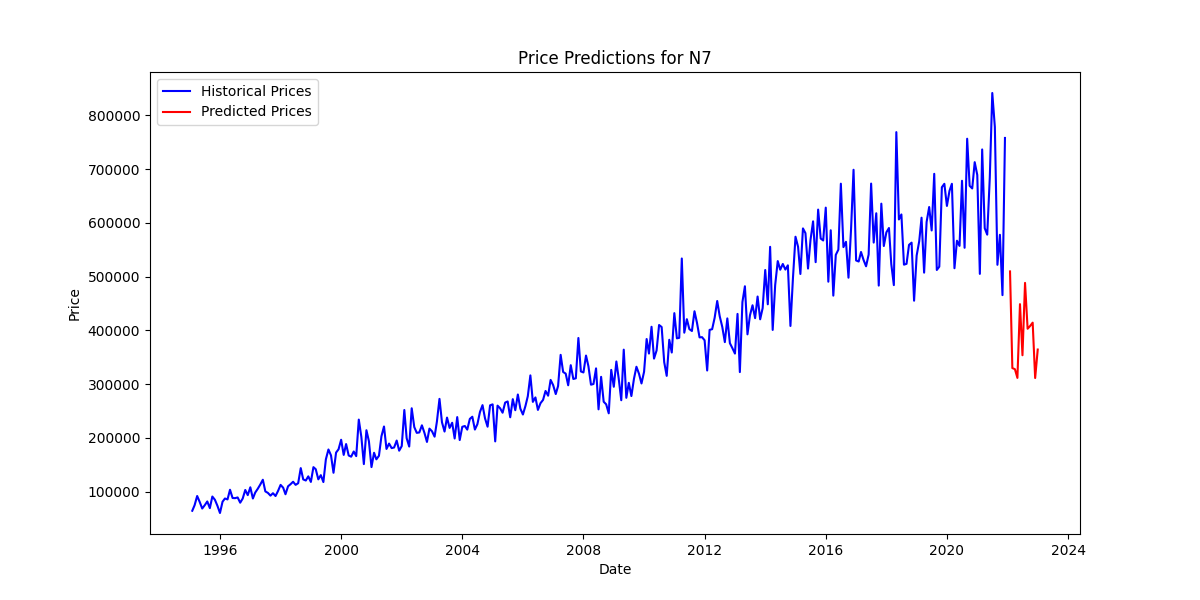 Price Predictions for N7
Historical Prices
Predicted Prices
800000
700000
600000
500000
400000
300000
200000
100000
Price
1996 2000 2004 2008 2012 2016 2020 2024
Date